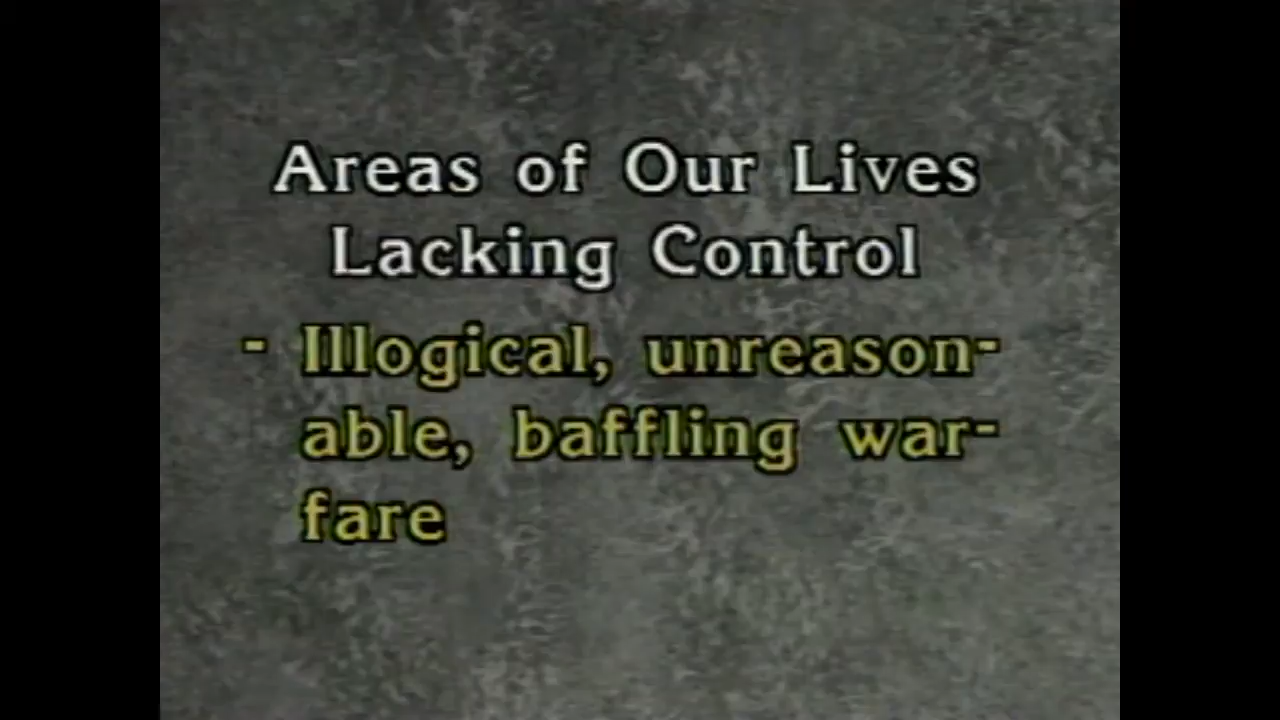 Areas of Our Lives
Lacking Control
- Illogical, unreason-
able, baffling war-
fare